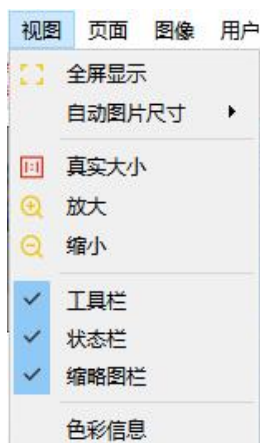 视图 页面 图像 用户
全屏显示
自动图片尺寸
1:1 真实大小
放大
缩小
工具栏
状态栏
缩略图栏
色彩信息